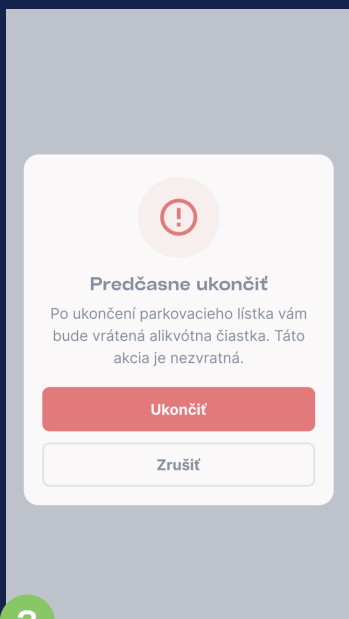 Predčasne ukončiť
Po ukončení parkovacieho lístka vám
bude vrátená alikvótna čiastka. Táto
akcia je nezvratná.
Ukončiť
Zrušiť